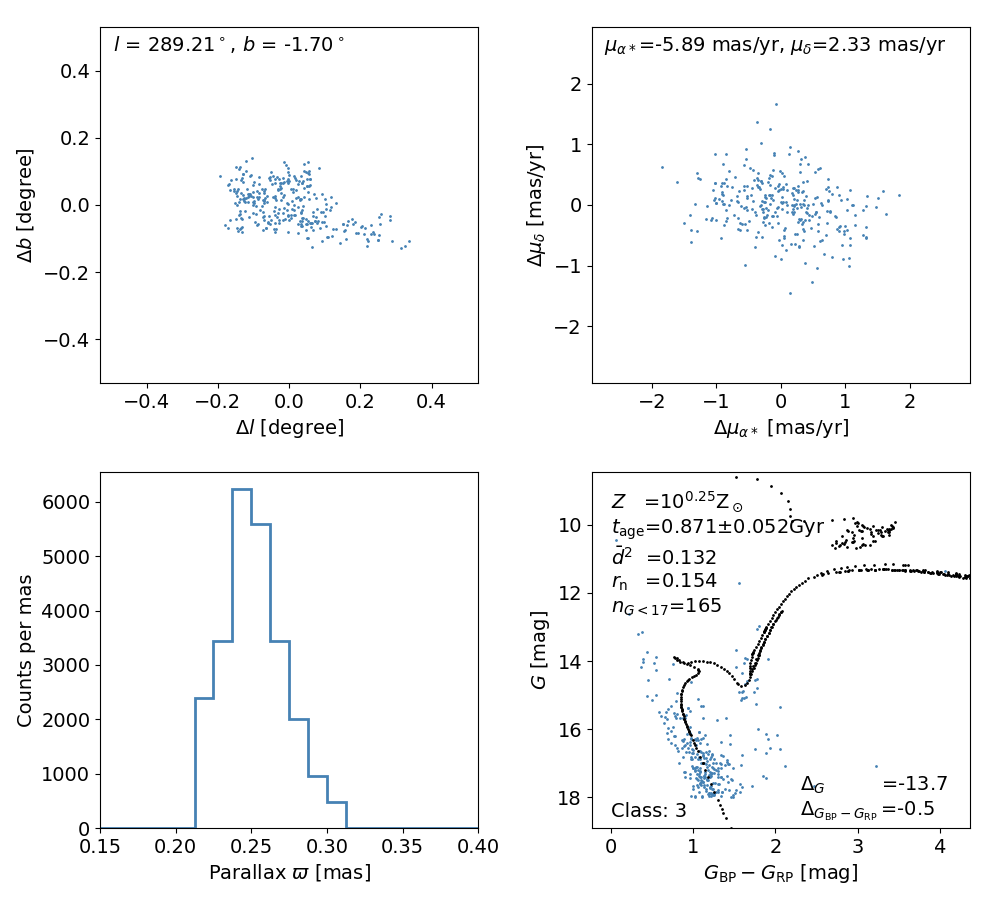 l = 289.21°, b = -1.70°
0.4
0.2
0.0
−0.2
−0.4
Δb [degree]
−0.4 −0.2 0.0 0.2 0.4
Δl [degree]
μα*=-5.89 mas/yr, μδ=2.33 mas/yr
2
1
0
−1
−2
Δμδ [mas/yr]
−2 −1 0 1 2
Δμα* [mas/yr]
6000
5000
4000
3000
2000
1000
0
Counts per mas
0.15 0.20 0.25 0.30 0.35 0.40
Parallax ϖ [mas]
Z =10^0.25Z⊙
t_age=0.871±0.052Gyr
d̄² =0.132
r_n =0.154
n_G<17=165
10
12
14
16
18
G [mag]
Δ_G =-13.7
Class: 3
Δ_G_BP−G_RP =-0.5
0 1 2 3 4
G_BP − G_RP [mag]